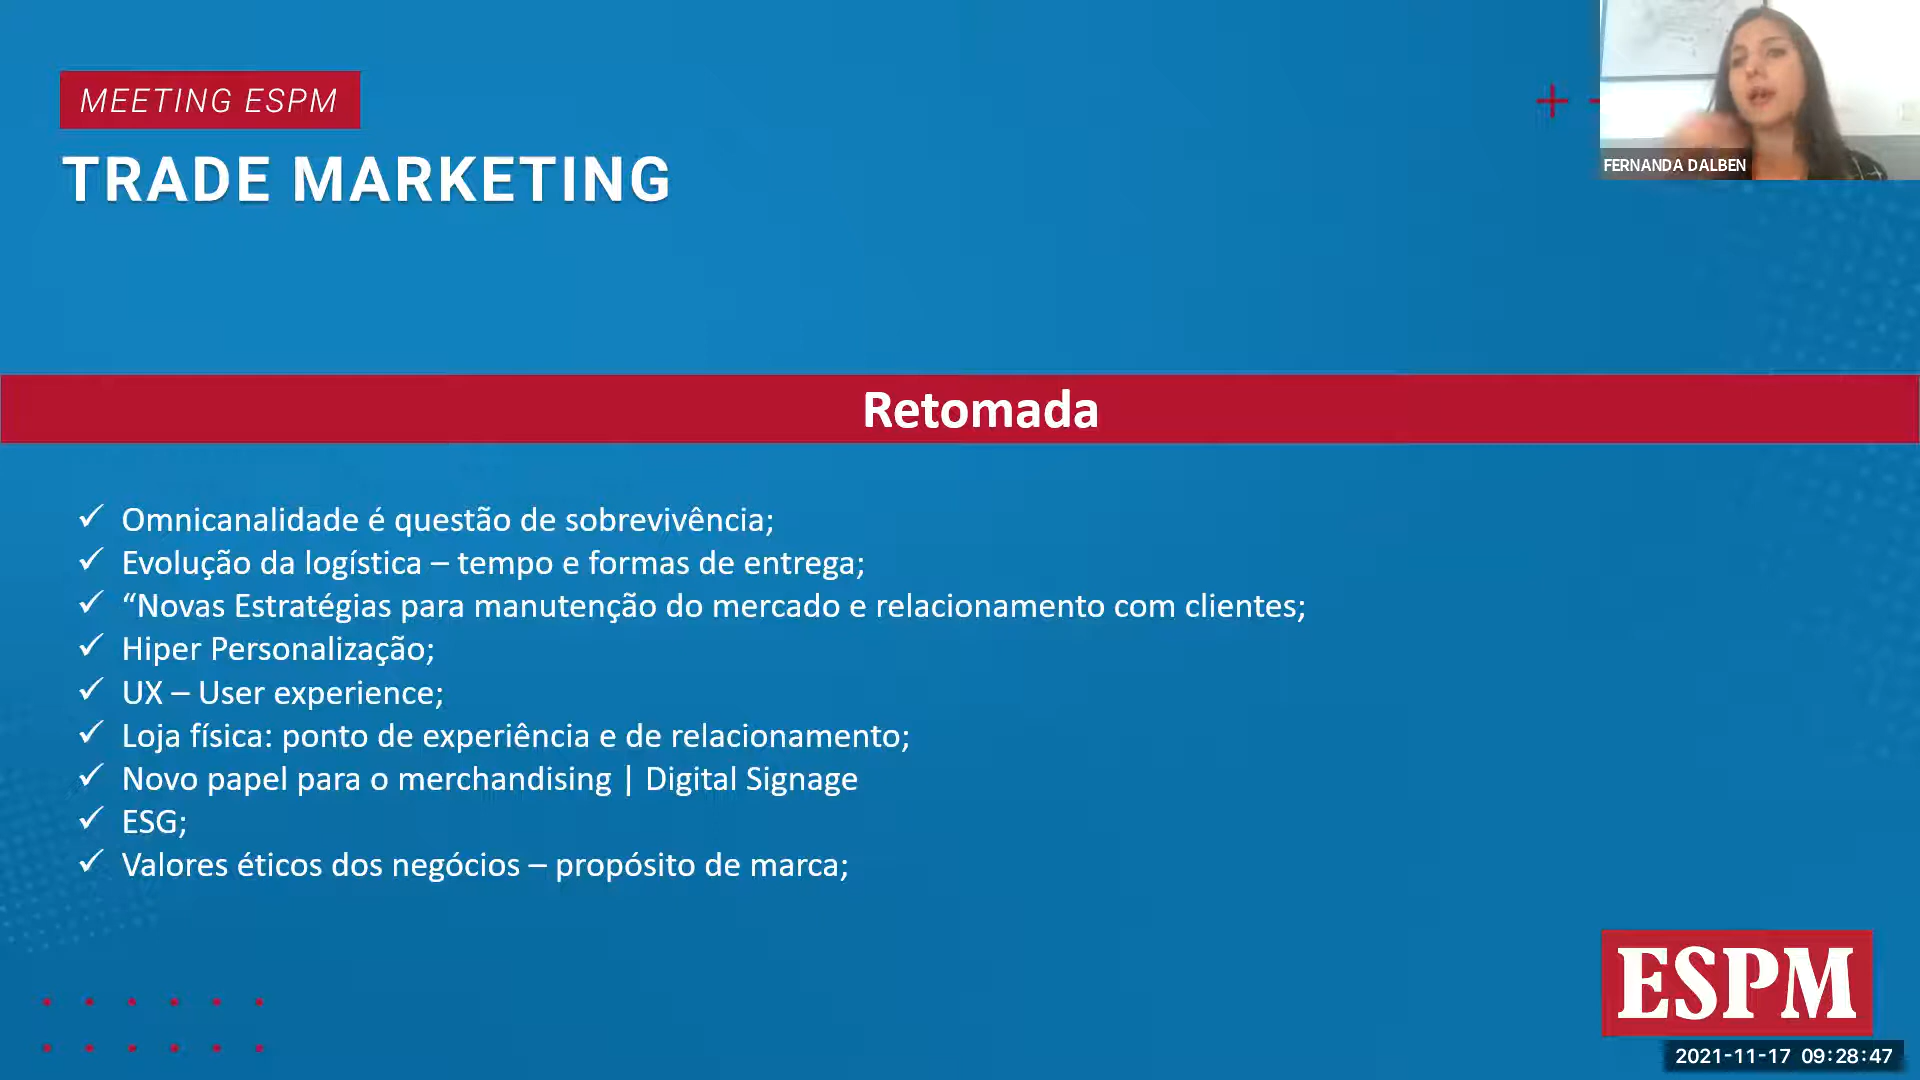 MEETING ESPM
TRADE MARKETING
FERNANDA DALBEN
Retomada
✓ Omnicanalidade é questão de sobrevivência;
✓ Evolução da logística – tempo e formas de entrega;
✓ “Novas Estratégias para manutenção do mercado e relacionamento com clientes;
✓ Hiper Personalização;
✓ UX – User experience;
✓ Loja física: ponto de experiência e de relacionamento;
✓ Novo papel para o merchandising | Digital Signage
✓ ESG;
✓ Valores éticos dos negócios – propósito de marca;
ESPM
2021-11-17 09:28:47